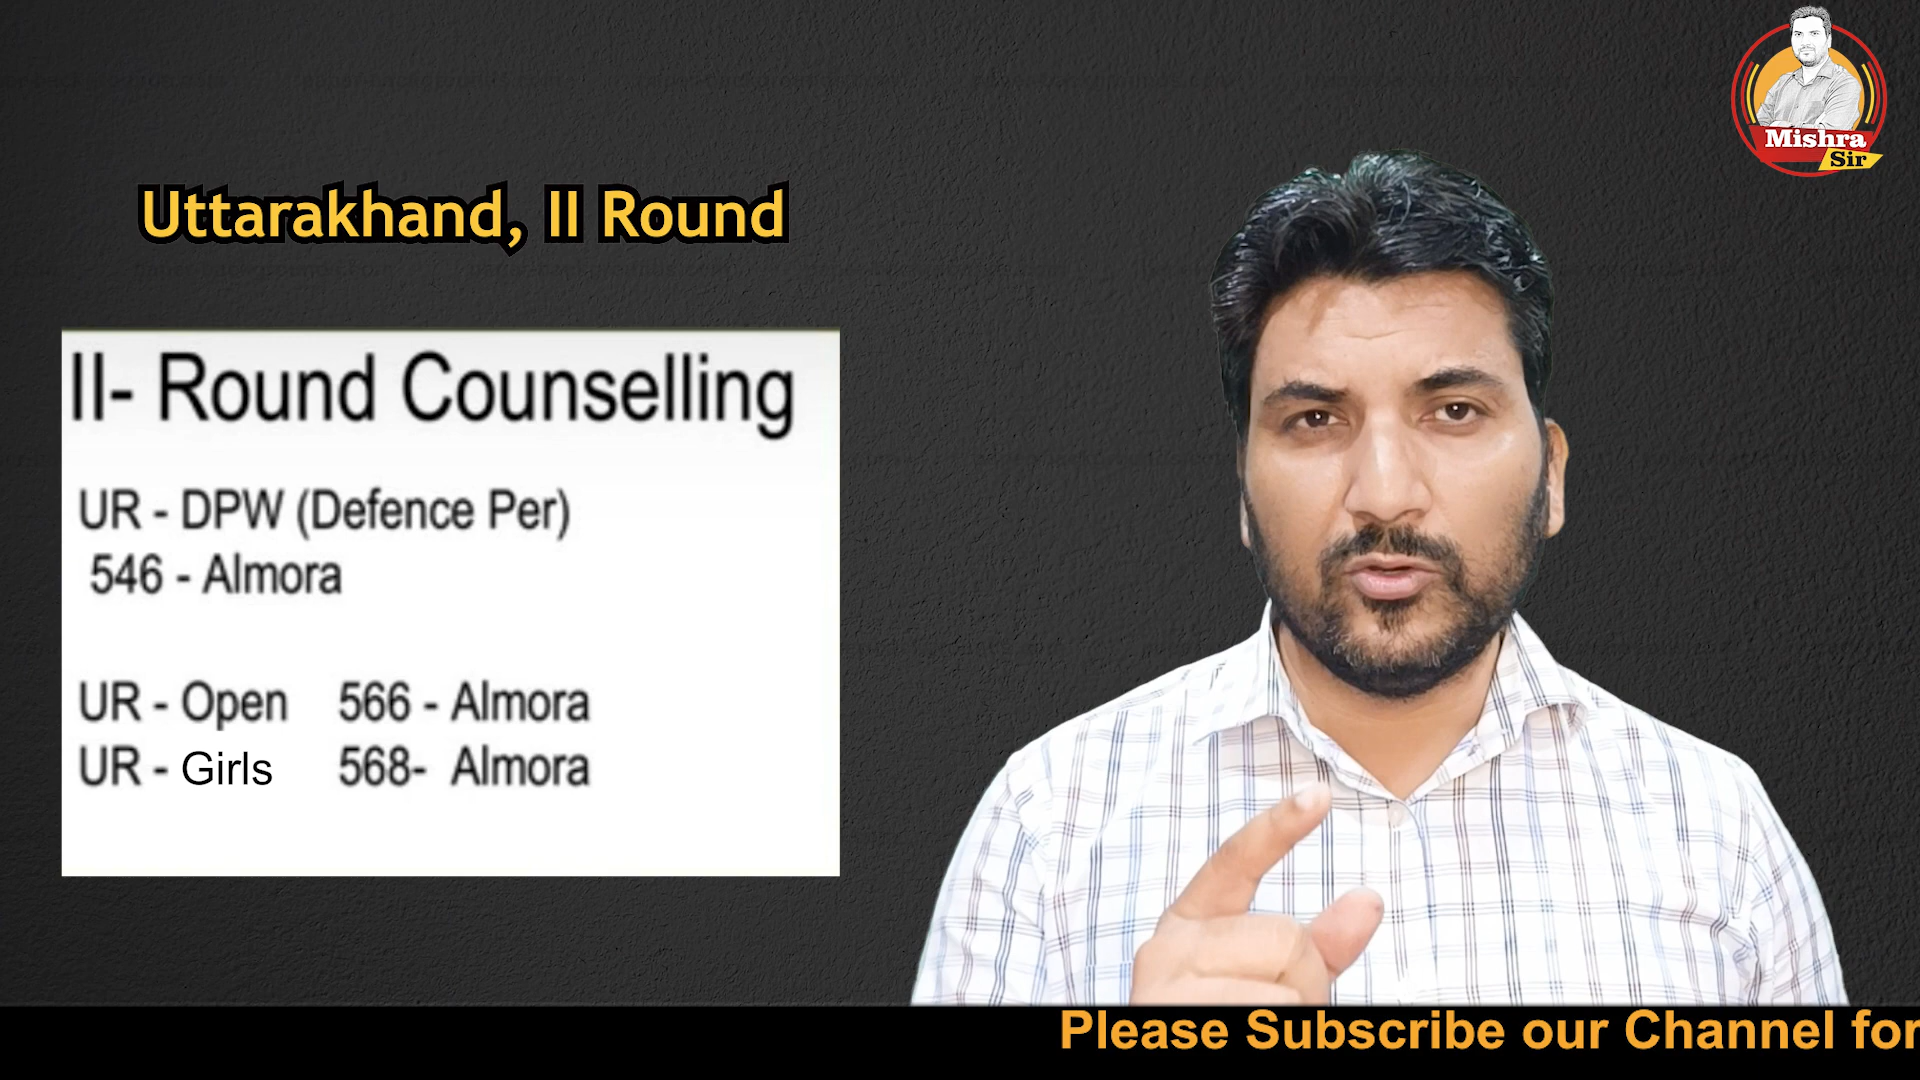 Mishra
Sir
Uttarakhand, II Round
II- Round Counselling
UR - DPW (Defence Per)
546 - Almora
UR - Open 566 - Almora
UR - Girls 568- Almora
Please Subscribe our Channel for